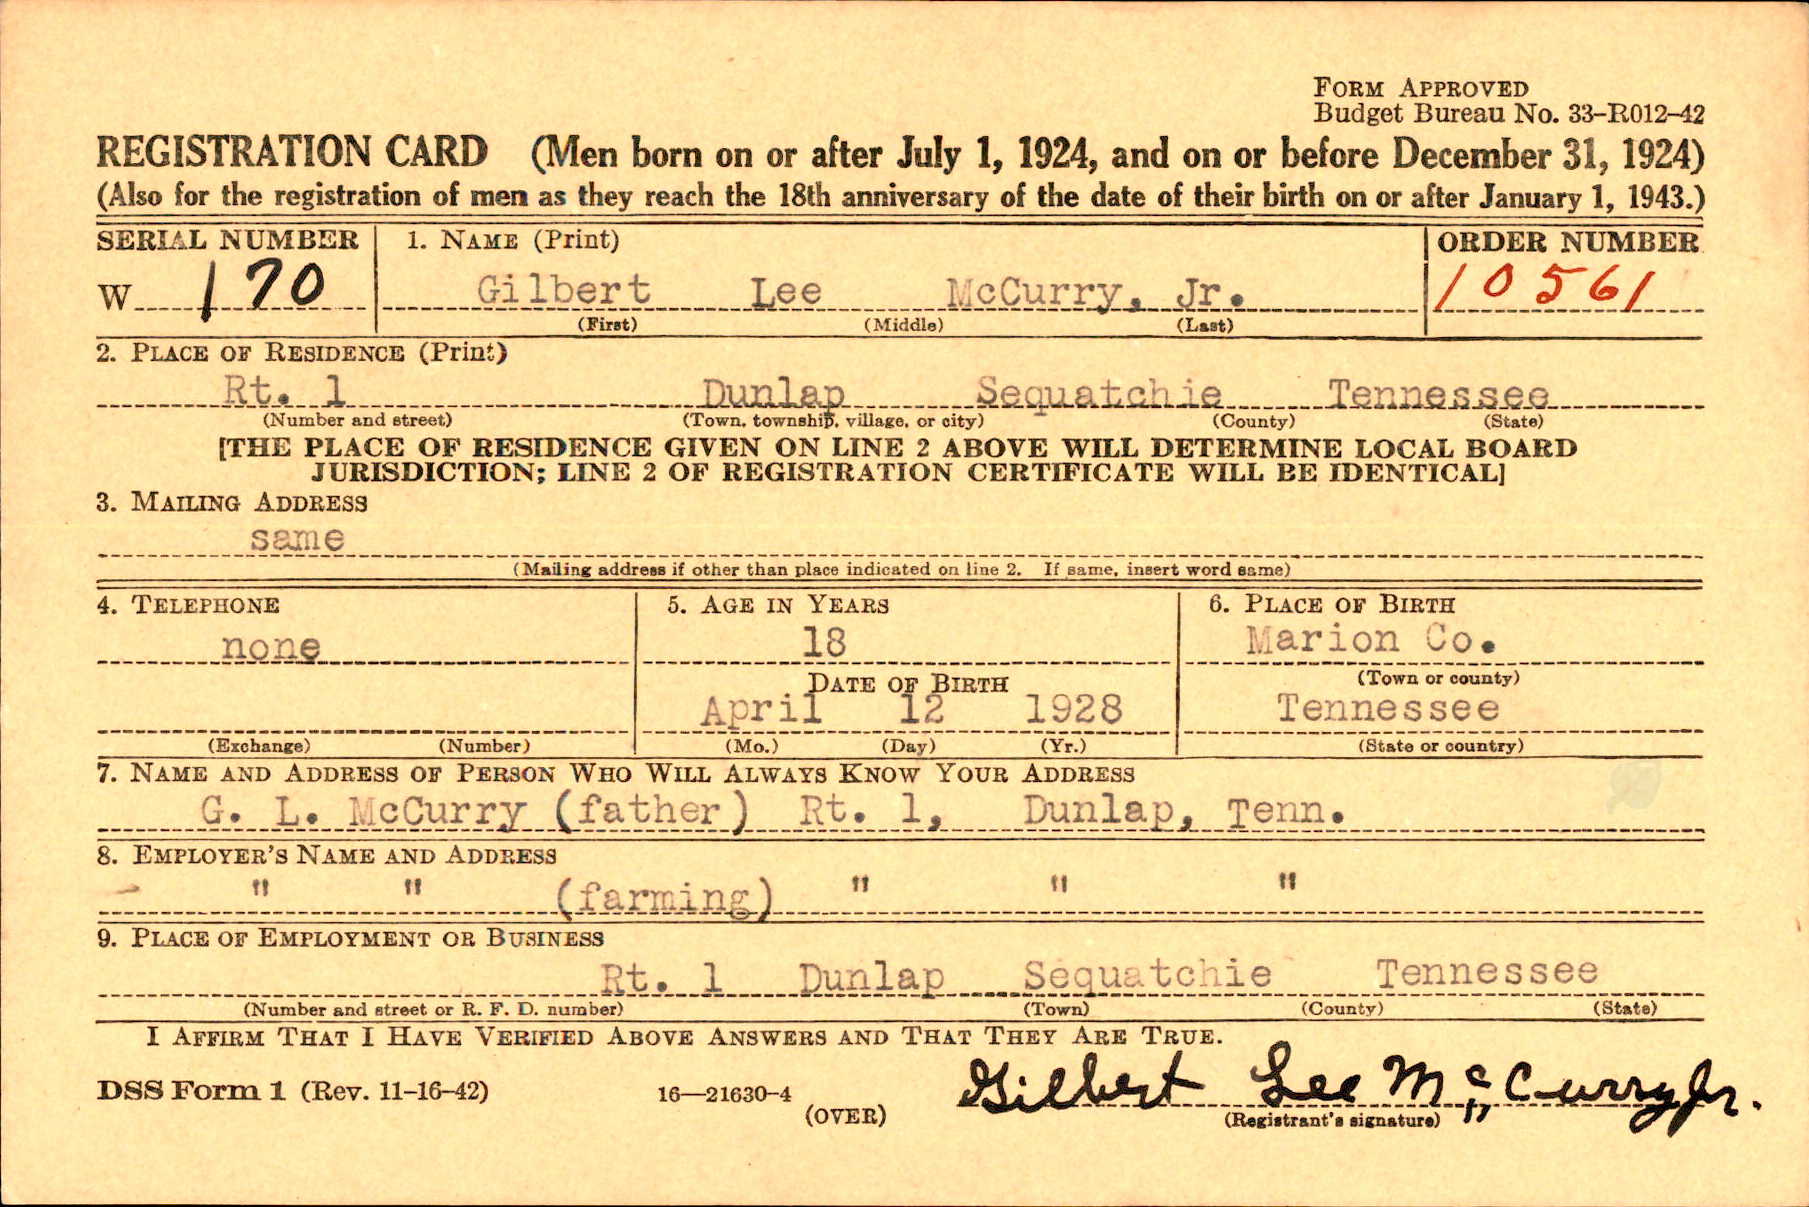 FORM APPROVED
Budget Bureau No. 33–R012–42
REGISTRATION CARD (Men born on or after July 1, 1924, and on or before December 31, 1924)
(Also for the registration of men as they reach the 18th anniversary of the date of their birth on or after January 1, 1943.)
SERIAL NUMBER 1. NAME (Print) ORDER NUMBER
W 170 Gilbert Lee McCurry, Jr. 10561
(First) (Middle) (Last)
2. PLACE OF RESIDENCE (Print)
Rt. 1 Dunlap Sequatchie Tennessee
(Number and street) (Town, township, village, or city) (County) (State)
[THE PLACE OF RESIDENCE GIVEN ON LINE 2 ABOVE WILL DETERMINE LOCAL BOARD
JURISDICTION; LINE 2 OF REGISTRATION CERTIFICATE WILL BE IDENTICAL]
3. MAILING ADDRESS
same
(Mailing address if other than place indicated on line 2. If same, insert word same)
4. TELEPHONE 5. AGE IN YEARS 6. PLACE OF BIRTH
none 18 Marion Co.
DATE OF BIRTH (Town or county)
April 12 1928 Tennessee
(Exchange) (Number) (Mo.) (Day) (Yr.) (State or country)
7. NAME AND ADDRESS OF PERSON WHO WILL ALWAYS KNOW YOUR ADDRESS
G. L. McCurry (father) Rt. 1, Dunlap, Tenn.
8. EMPLOYER'S NAME AND ADDRESS
" " (farming) " " "
9. PLACE OF EMPLOYMENT OR BUSINESS
Rt. 1 Dunlap Sequatchie Tennessee
(Number and street or R. F. D. number) (Town) (County) (State)
I AFFIRM THAT I HAVE VERIFIED ABOVE ANSWERS AND THAT THEY ARE TRUE.
DSS Form 1 (Rev. 11–16–42) 16—21630-4 Gilbert Lee McCurry Jr.
(OVER) (Registrant's signature)